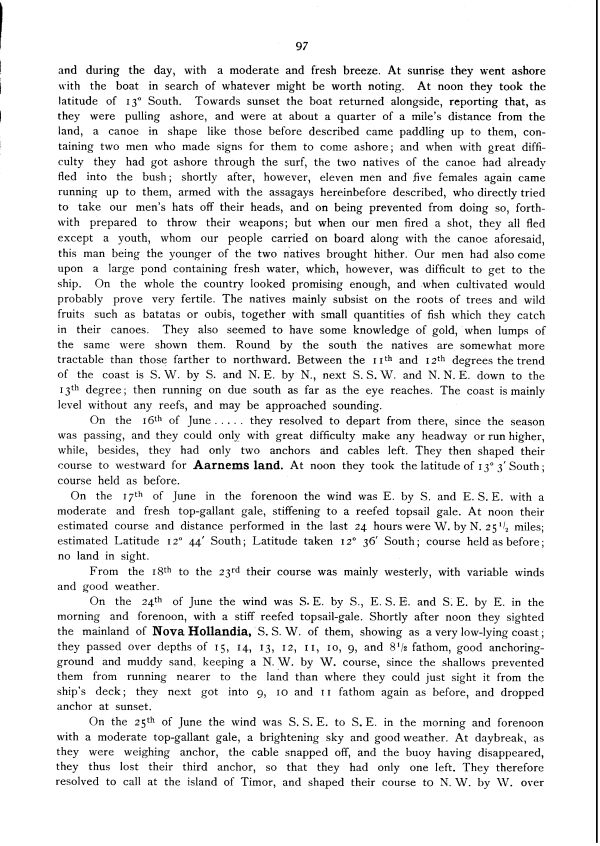 97
and during the day, with a moderate and fresh breeze. At sunrise they went ashore
with the boat in search of whatever might be worth noting. At noon they took the
latitude of 13° South. Towards sunset the boat returned alongside, reporting that, as
they were pulling ashore, and were at about a quarter of a mile's distance from the
land, a canoe in shape like those before described came paddling up to them, con-
taining two men who made signs for them to come ashore; and when with great diffi-
culty they had got ashore through the surf, the two natives of the canoe had already
fled into the bush; shortly after, however, eleven men and five females again came
running up to them, armed with the assagays hereinbefore described, who directly tried
to take our men's hats off their heads, and on being prevented from doing so, forth-
with prepared to throw their weapons; but when our men fired a shot, they all fled
except a youth, whom our people carried on board along with the canoe aforesaid,
this man being the younger of the two natives brought hither. Our men had also come
upon a large pond containing fresh water, which, however, was difficult to get to the
ship. On the whole the country looked promising enough, and when cultivated would
probably prove very fertile. The natives mainly subsist on the roots of trees and wild
fruits such as batatas or oubis, together with small quantities of fish which they catch
in their canoes. They also seemed to have some knowledge of gold, when lumps of
the same were shown them. Round by the south the natives are somewhat more
tractable than those farther to northward. Between the 11th and 12th degrees the trend
of the coast is S. W. by S. and N. E. by N., next S. S. W. and N. N. E. down to the
13th degree; then running on due south as far as the eye reaches. The coast is mainly
level without any reefs, and may be approached sounding.
On the 16th of June ..... they resolved to depart from there, since the season
was passing, and they could only with great difficulty make any headway or run higher,
while, besides, they had only two anchors and cables left. They then shaped their
course to westward for Aarnems land. At noon they took the latitude of 13° 3′ South;
course held as before.
On the 17th of June in the forenoon the wind was E. by S. and E. S. E. with a
moderate and fresh top-gallant gale, stiffening to a reefed topsail gale. At noon their
estimated course and distance performed in the last 24 hours were W. by N. 25 1/2 miles;
estimated Latitude 12° 44′ South; Latitude taken 12° 36′ South; course held as before;
no land in sight.
From the 18th to the 23rd their course was mainly westerly, with variable winds
and good weather.
On the 24th of June the wind was S. E. by S., E. S. E. and S. E. by E. in the
morning and forenoon, with a stiff reefed topsail-gale. Shortly after noon they sighted
the mainland of Nova Hollandia, S. S. W. of them, showing as a very low-lying coast;
they passed over depths of 15, 14, 13, 12, 11, 10, 9, and 8 1/2 fathom, good anchoring-
ground and muddy sand, keeping a N. W. by W. course, since the shallows prevented
them from running nearer to the land than where they could just sight it from the
ship's deck; they next got into 9, 10 and 11 fathom again as before, and dropped
anchor at sunset.
On the 25th of June the wind was S. S. E. to S. E. in the morning and forenoon
with a moderate top-gallant gale, a brightening sky and good weather. At daybreak, as
they were weighing anchor, the cable snapped off, and the buoy having disappeared,
they thus lost their third anchor, so that they had only one left. They therefore
resolved to call at the island of Timor, and shaped their course to N. W. by W. over